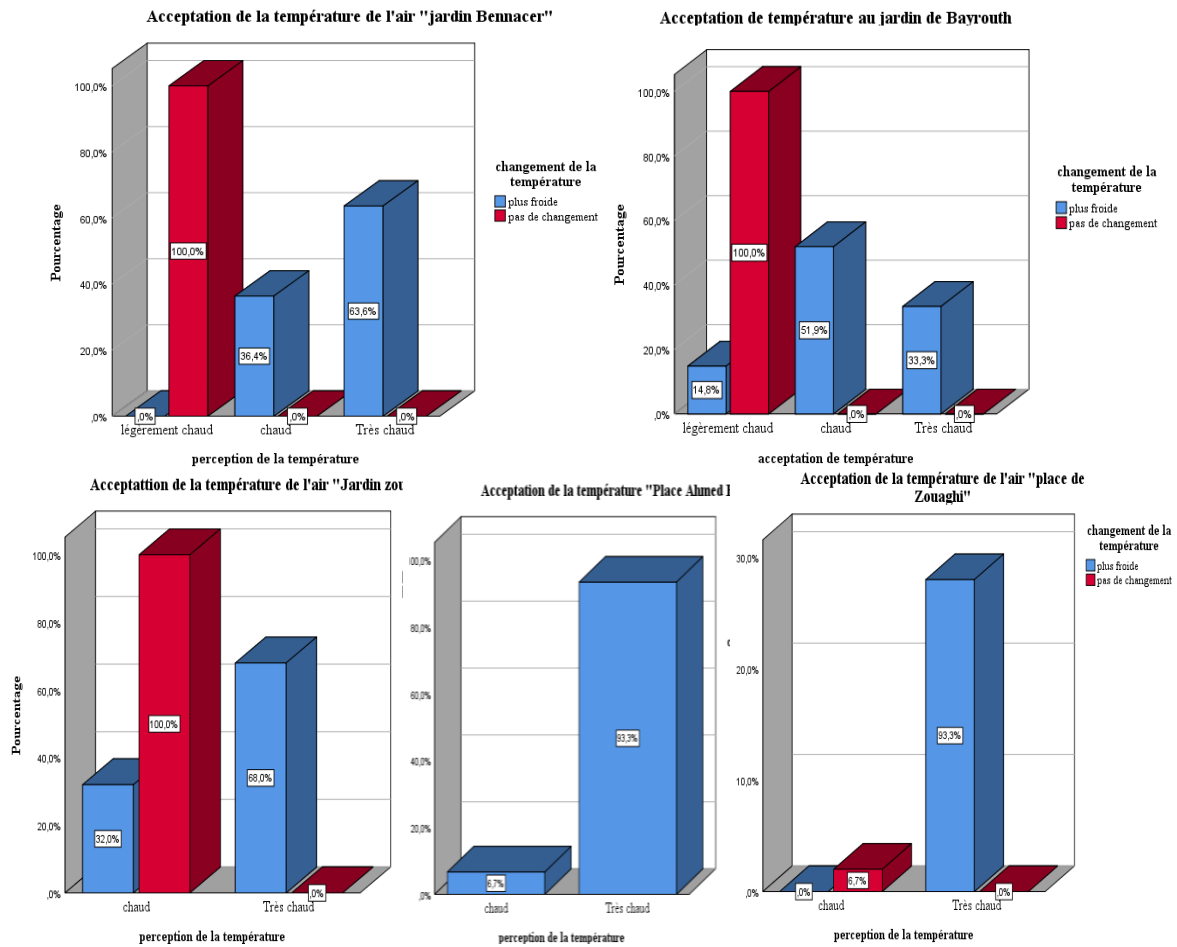 Acceptation de la température de l'air "jardin Bennacer"
Pourcentage
100,0%
80,0%
60,0%
40,0%
20,0%
,0%
,0%
100,0%
36,4%
,0%
63,6%
,0%
légèrement chaud chaud Très chaud
perception de la température
changement de la
température
plus froide
pas de changement
Acceptation de température au jardin de Bayrouth
Pourcentage
100,0%
80,0%
60,0%
40,0%
20,0%
,0%
14,8%
100,0%
51,9%
,0%
33,3%
,0%
légèrement chaud chaud Très chaud
acceptation de température
changement de la
température
plus froide
pas de changement
Acceptattion de la température de l'air "Jardin zou
Pourcentage
100,0%
80,0%
60,0%
40,0%
20,0%
,0%
32,0%
100,0%
68,0%
,0%
chaud Très chaud
perception de la température
Acceptation de la température "Place Ahmed
100,0%
80,0%
60,0%
40,0%
20,0%
,0%
6,7%
93,3%
chaud Très chaud
perception de la température
Acceptation de la température de l'air "place de
Zouaghi"
30,0%
20,0%
10,0%
,0%
,0%
6,7%
93,3%
,0%
chaud Très chaud
perception de la température
changement de la
température
plus froide
pas de changement